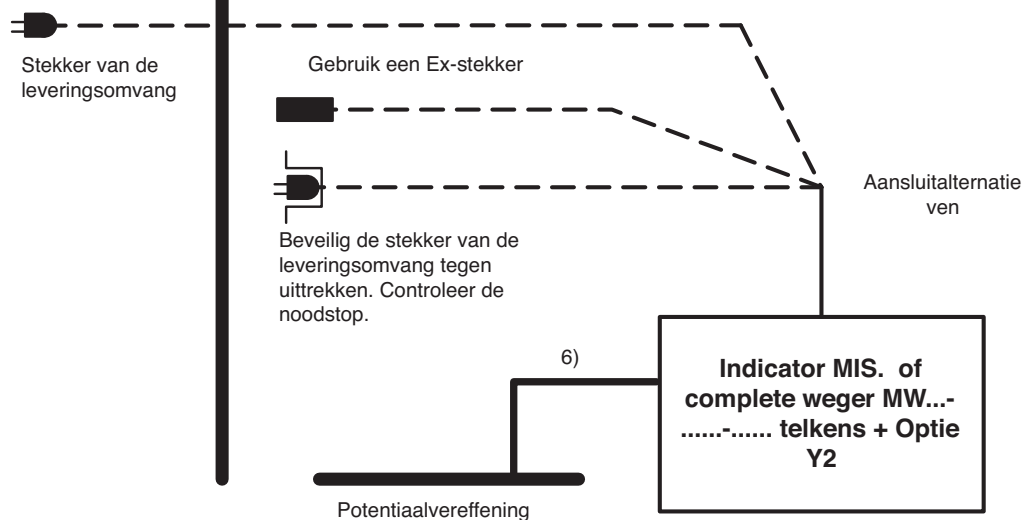 Stekker van de
leveringsomvang
Gebruik een Ex-stekker
Beveilig de stekker van de
leveringsomvang tegen
uittrekken. Controleer de
noodstop.
Aansluitalternatie
ven
6)
Indicator MIS. of
complete weger MW...-
......-...... telkens + Optie
Y2
Potentiaalvereffening